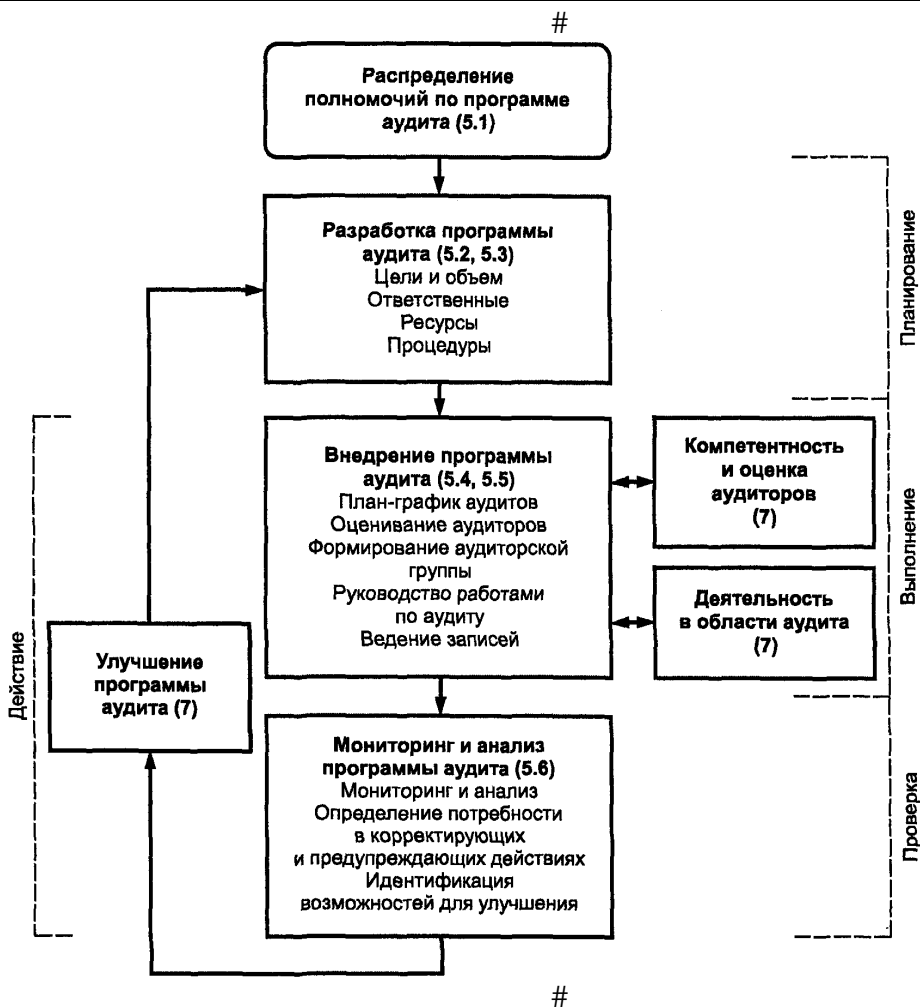 #
Распределение
полномочий по программе
аудита (5.1)
Разработка программы
аудита (5.2, 5.3)
Цели и объем
Ответственные
Ресурсы
Процедуры
Планирование
Внедрение программы
аудита (5.4, 5.5)
План-график аудитов
Оценивание аудиторов
Формирование аудиторской
группы
Руководство работами
по аудиту
Ведение записей
Компетентность
и оценка
аудиторов
(7)
Деятельность
в области аудита
(7)
Выполнение
Улучшение
программы
аудита (7)
Действие
Мониторинг и анализ
программы аудита (5.6)
Мониторинг и анализ
Определение потребности
в корректирующих
и предупреждающих действиях
Идентификация
возможностей для улучшения
Проверка
#